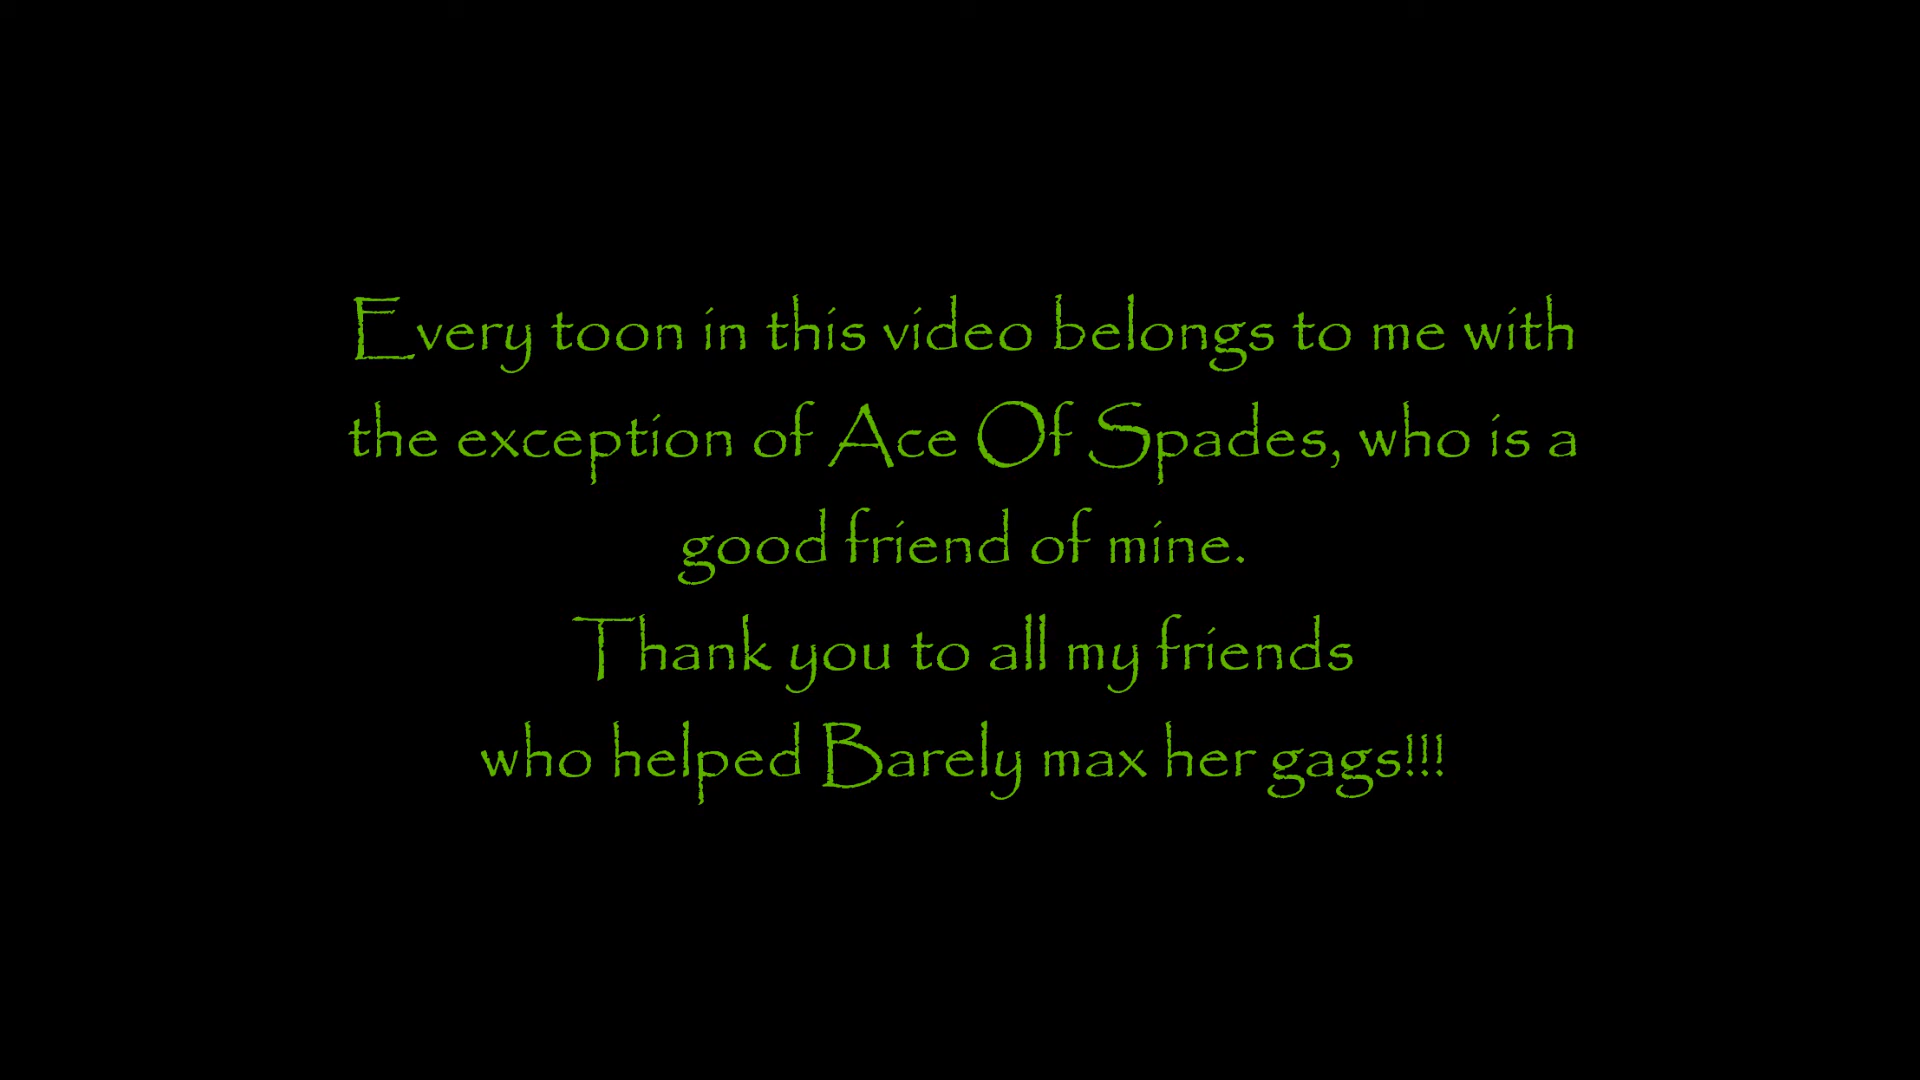 Every toon in this video belongs to me with
the exception of Ace Of Spades, who is a
good friend of mine.
Thank you to all my friends
who helped Barely max her gags!!!